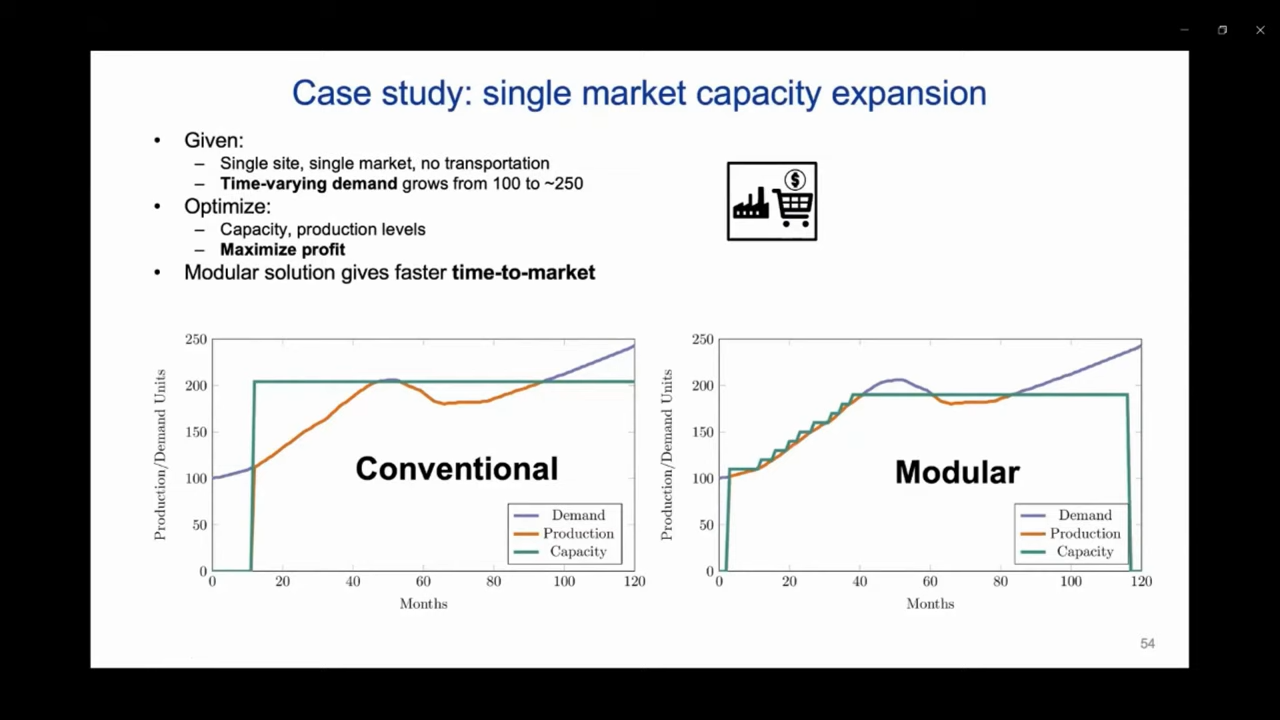 Case study: single market capacity expansion
• Given:
– Single site, single market, no transportation
– Time-varying demand grows from 100 to ~250
• Optimize:
– Capacity, production levels
– Maximize profit
• Modular solution gives faster time-to-market
$
250
200
150
100
50
0
0 20 40 60 80 100 120
Production/Demand Units
Months
Conventional
Demand
Production
Capacity
250
200
150
100
50
0
0 20 40 60 80 100 120
Production/Demand Units
Months
Modular
Demand
Production
Capacity
54